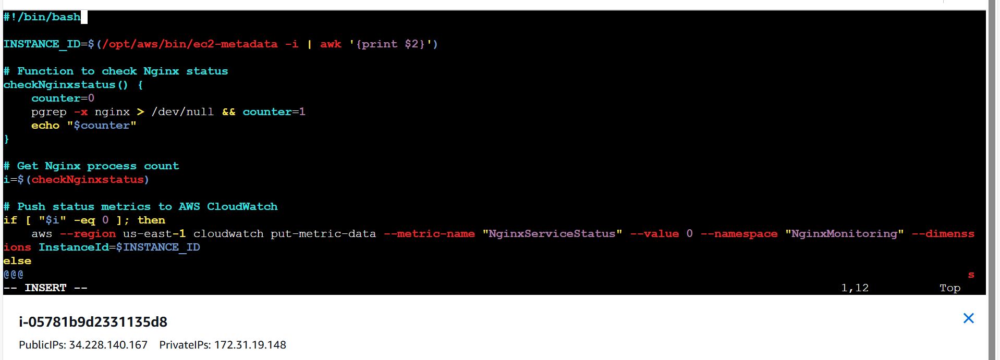 #!/bin/bash
INSTANCE_ID=$(/opt/aws/bin/ec2-metadata -i | awk '{print $2}')
# Function to check Nginx status
checkNginxstatus() {
    counter=0
    pgrep -x nginx > /dev/null && counter=1
    echo "$counter"
}
# Get Nginx process count
i=$(checkNginxstatus)
# Push status metrics to AWS CloudWatch
if [ "$i" -eq 0 ]; then
    aws --region us-east-1 cloudwatch put-metric-data --metric-name "NginxServiceStatus" --value 0 --namespace "NginxMonitoring" --dimenss
ions InstanceId=$INSTANCE_ID
else
@@@ s
-- INSERT -- 1,12 Top
i-05781b9d2331135d8
PublicIPs: 34.228.140.167 PrivateIPs: 172.31.19.148